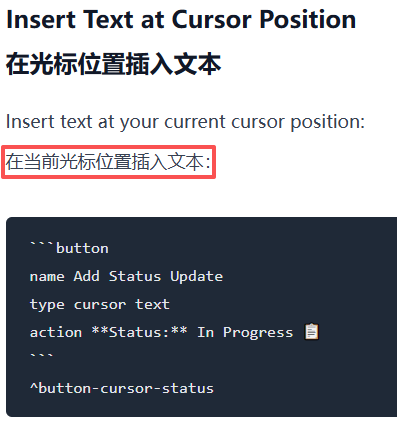 Insert Text at Cursor Position
在光标位置插入文本
Insert text at your current cursor position:
在当前光标位置插入文本：
```button
name Add Status Update
type cursor text
action **Status:** In Progress 📋
```
^button-cursor-status